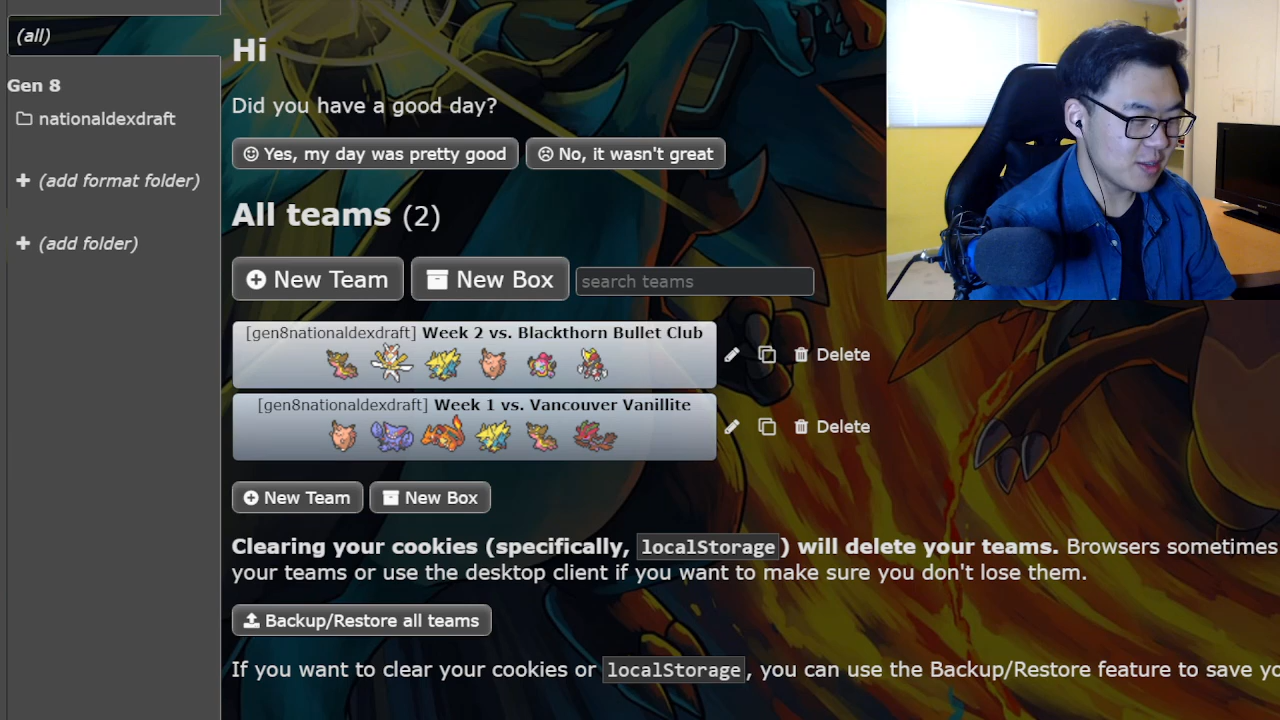 (all)
Gen 8
nationaldexdraft
(add format folder)
(add folder)
Hi
Did you have a good day?
Yes, my day was pretty good
No, it wasn't great
All teams (2)
New Team
New Box
search teams
[gen8nationaldexdraft] Week 2 vs. Blackthorn Bullet Club
Delete
[gen8nationaldexdraft] Week 1 vs. Vancouver Vanillite
Delete
New Team
New Box
Clearing your cookies (specifically, localStorage) will delete your teams. Browsers sometimes
your teams or use the desktop client if you want to make sure you don't lose them.
Backup/Restore all teams
If you want to clear your cookies or localStorage, you can use the Backup/Restore feature to save yo